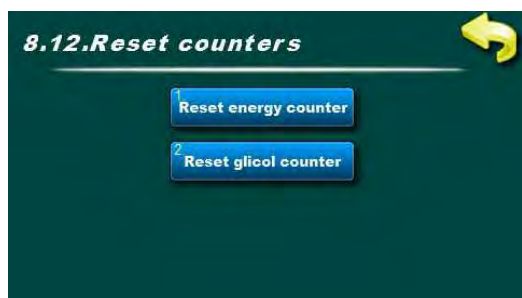 8.12.Reset counters
1
Reset energy counter
2
Reset glicol counter